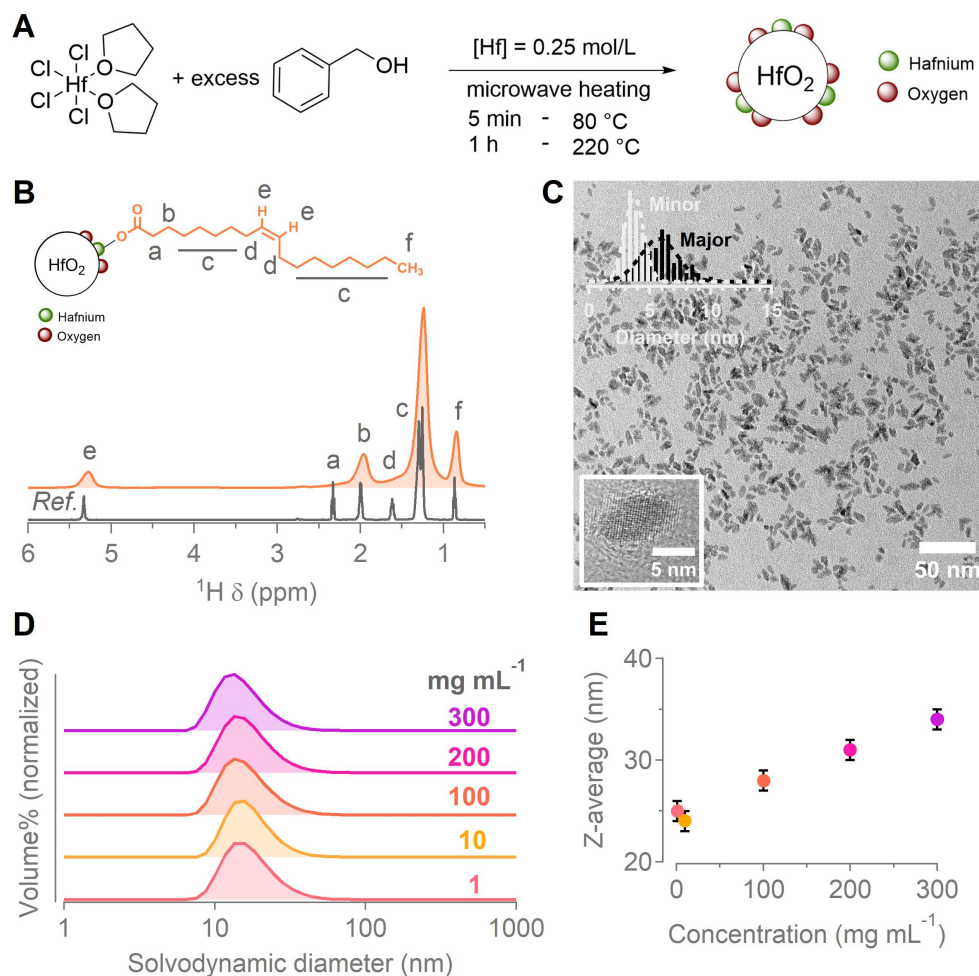 A
Cl
Cl
Cl
Cl
Hf
O
O
+ excess
OH
[Hf] = 0.25 mol/L
microwave heating
5 min - 80 °C
1 h - 220 °C
HfO2
Hafnium
Oxygen
B
O
O
b
a
c
d
e
H
H
e
d
c
f
CH3
HfO2
Hafnium
Oxygen
e
a
b
d
c
f
Ref.
6 5 4 3 2 1
1H δ (ppm)
C
Minor
Major
0 5 10 15
Diameter (nm)
5 nm
50 nm
D
mg mL-1
300
200
100
10
1
Volume% (normalized)
1 10 100 1000
Solvodynamic diameter (nm)
E
40
30
20
Z-average (nm)
0 100 200 300
Concentration (mg mL-1)